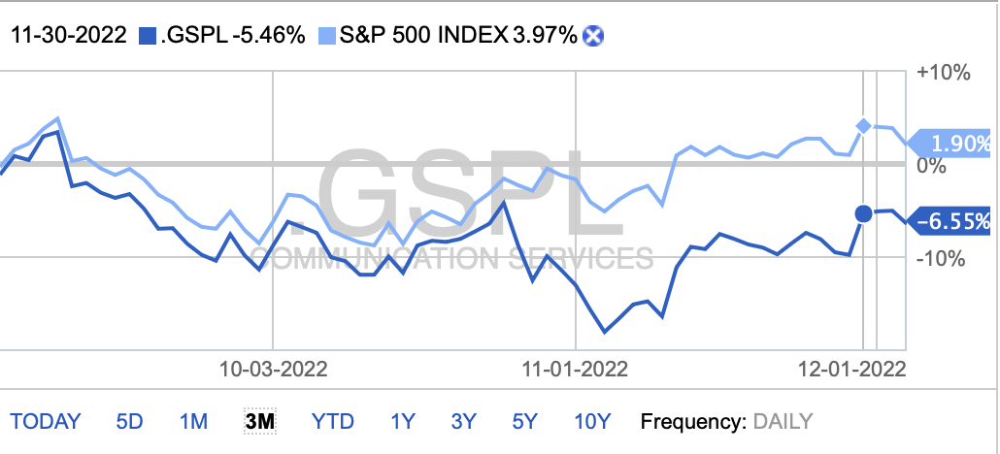 11-30-2022 .GSPL -5.46% S&P 500 INDEX 3.97%
+10%
1.90%
0%
.GSPL
-6.55%
COMMUNICATION SERVICES
-10%
10-03-2022 11-01-2022 12-01-2022
TODAY 5D 1M 3M YTD 1Y 3Y 5Y 10Y Frequency: DAILY